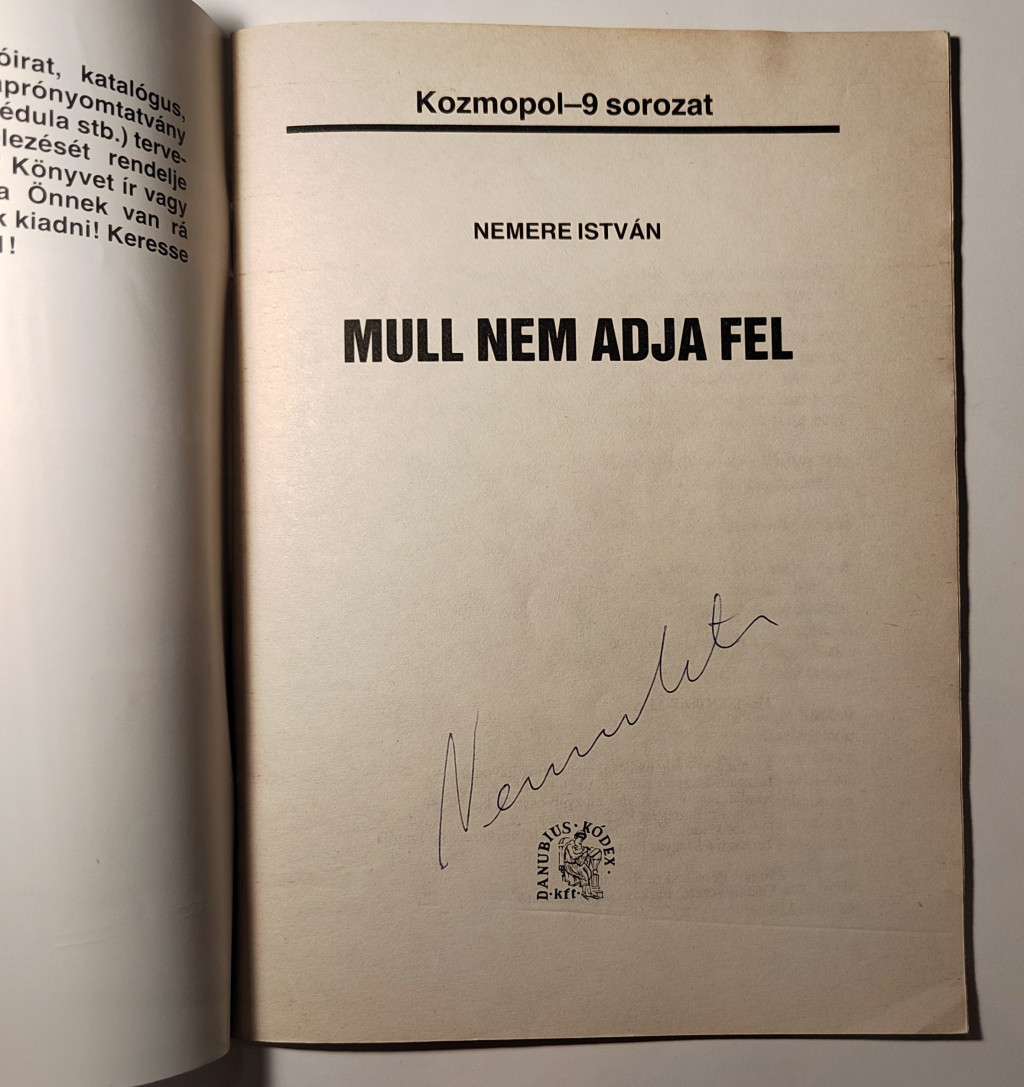 óirat, katalógus,
prónyomtatvány
édula stb.) terve-
lezését rendelje
Könyvet ír vagy
a Önnek van rá
k kiadni! Keresse
!
Kozmopol–9 sorozat
NEMERE ISTVÁN
MULL NEM ADJA FEL
DANUBIUS·KÓDEX·
·kft·